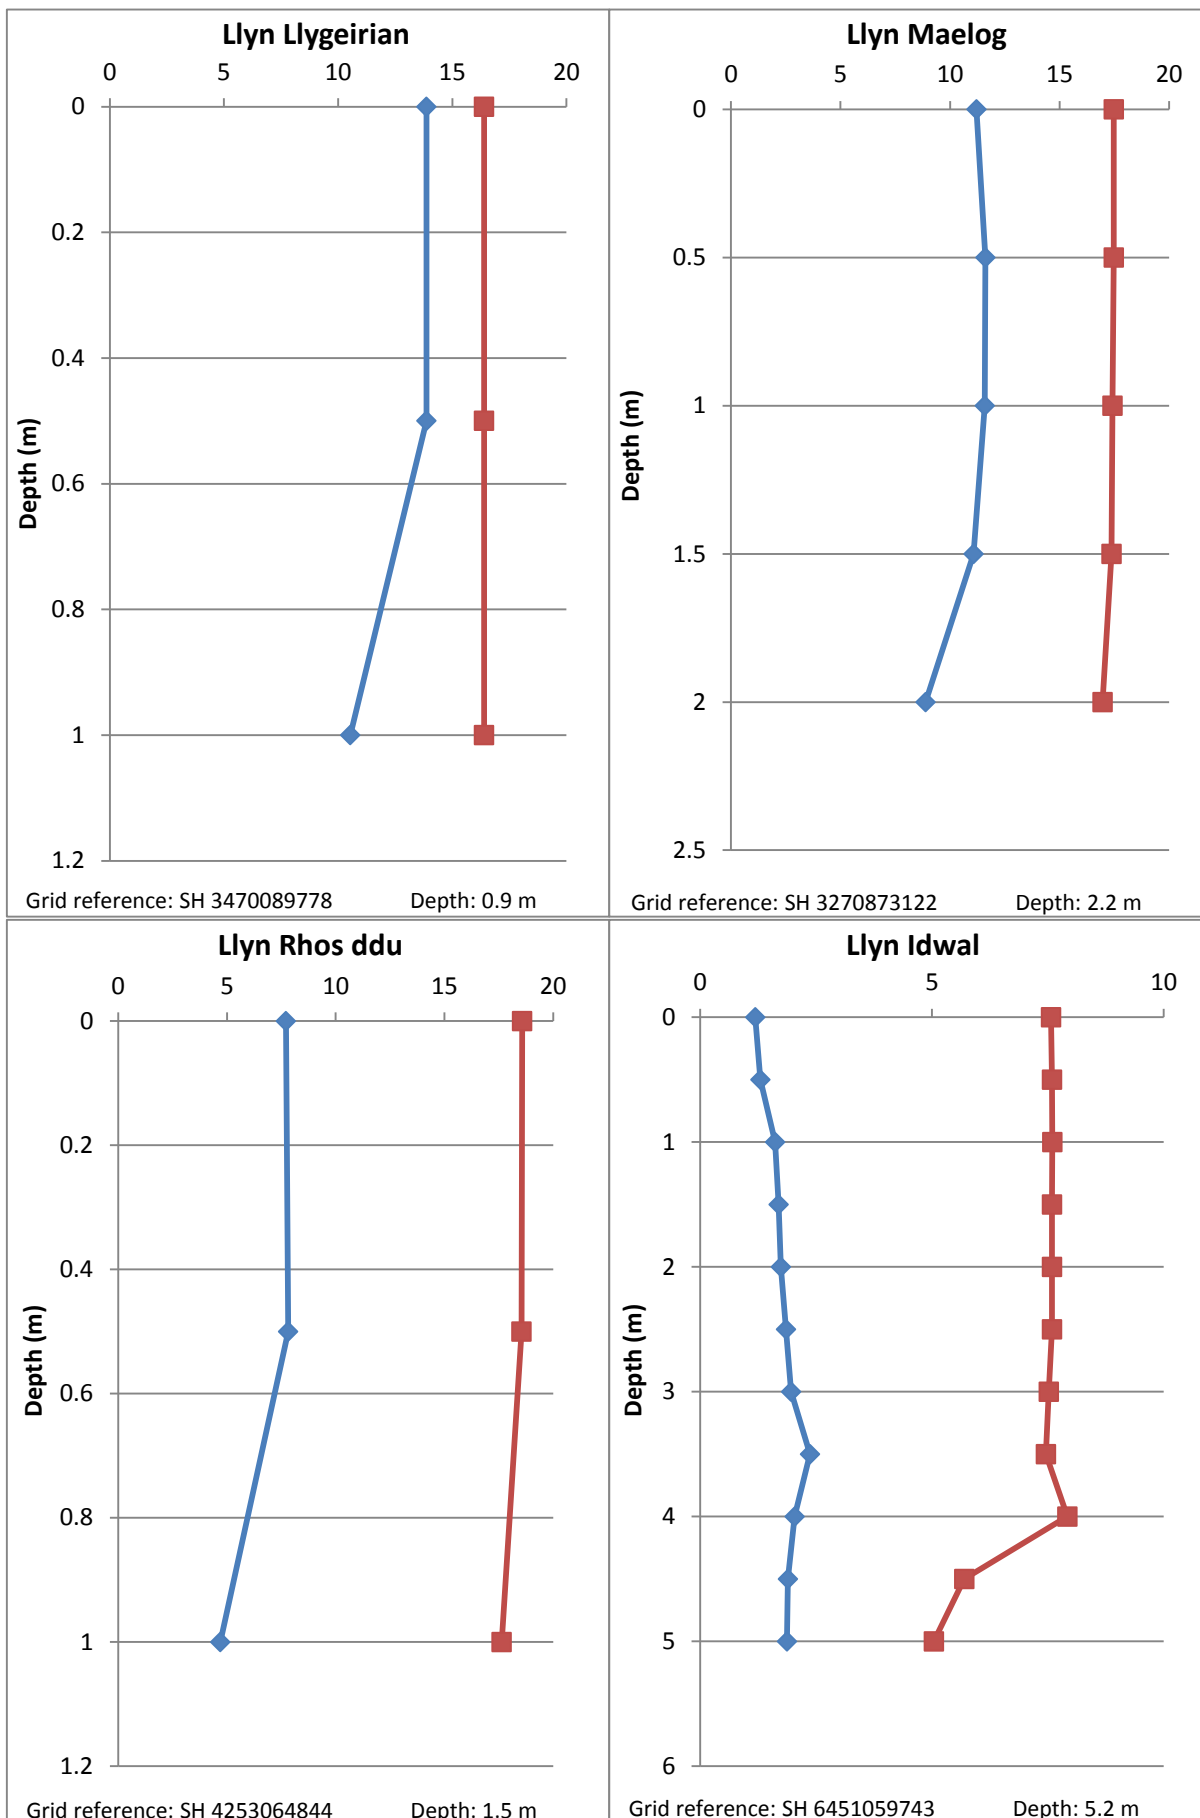 Llyn Llygeirian
0 5 10 15 20
0
0.2
0.4
0.6
0.8
1
1.2
Depth (m)
Grid reference: SH 3470089778 Depth: 0.9 m
Llyn Maelog
0 5 10 15 20
0
0.5
1
1.5
2
2.5
Depth (m)
Grid reference: SH 3270873122 Depth: 2.2 m
Llyn Rhos ddu
0 5 10 15 20
0
0.2
0.4
0.6
0.8
1
1.2
Depth (m)
Grid reference: SH 4253064844 Depth: 1.5 m
Llyn Idwal
0 5 10
0
1
2
3
4
5
6
Depth (m)
Grid reference: SH 6451059743 Depth: 5.2 m